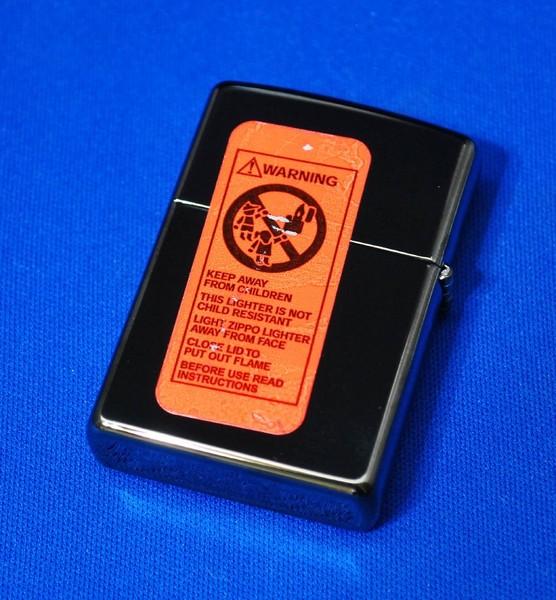 WARNING
KEEP AWAY
FROM CHILDREN
THIS LIGHTER IS NOT
CHILD RESISTANT
LIGHT ZIPPO LIGHTER
AWAY FROM FACE
CLOSE LID TO
PUT OUT FLAME
BEFORE USE READ
INSTRUCTIONS